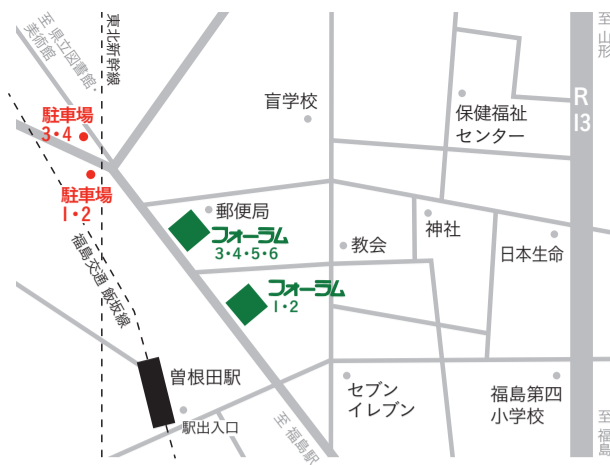 至 県立図書館・
美術館
東北新幹線
至 山形
R
13
駐車場
3・4
盲学校
保健福祉
センター
駐車場
1・2
郵便局
フォーラム
3・4・5・6
教会
神社
日本生命
福島交通 飯坂線
フォーラム
1・2
曽根田駅
駅出入口
セブン
イレブン
福島第四
小学校
至 福島駅
至 福島